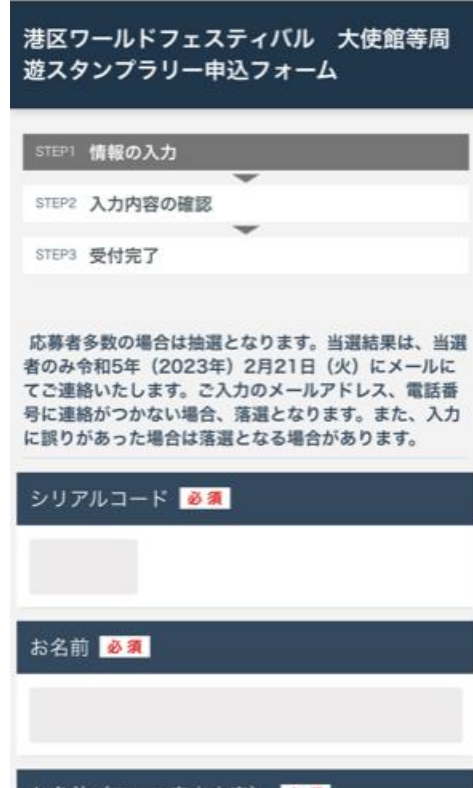 港区ワールドフェスティバル　大使館等周
遊スタンプラリー申込フォーム
STEP1 情報の入力
STEP2 入力内容の確認
STEP3 受付完了
応募者多数の場合は抽選となります。当選結果は、当選
者のみ令和5年（2023年）2月21日（火）にメールに
てご連絡いたします。ご入力のメールアドレス、電話番
号に連絡がつかない場合、落選となります。また、入力
に誤りがあった場合は落選となる場合があります。
シリアルコード 必須
お名前 必須